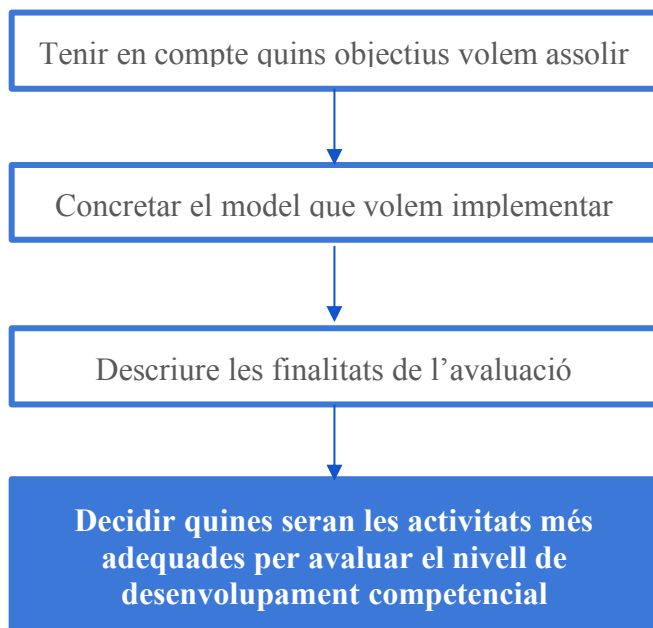 Tenir en compte quins objectius volem assolir
Concretar el model que volem implementar
Descriure les finalitats de l’avaluació
Decidir quines seran les activitats més
adequades per avaluar el nivell de
desenvolupament competencial